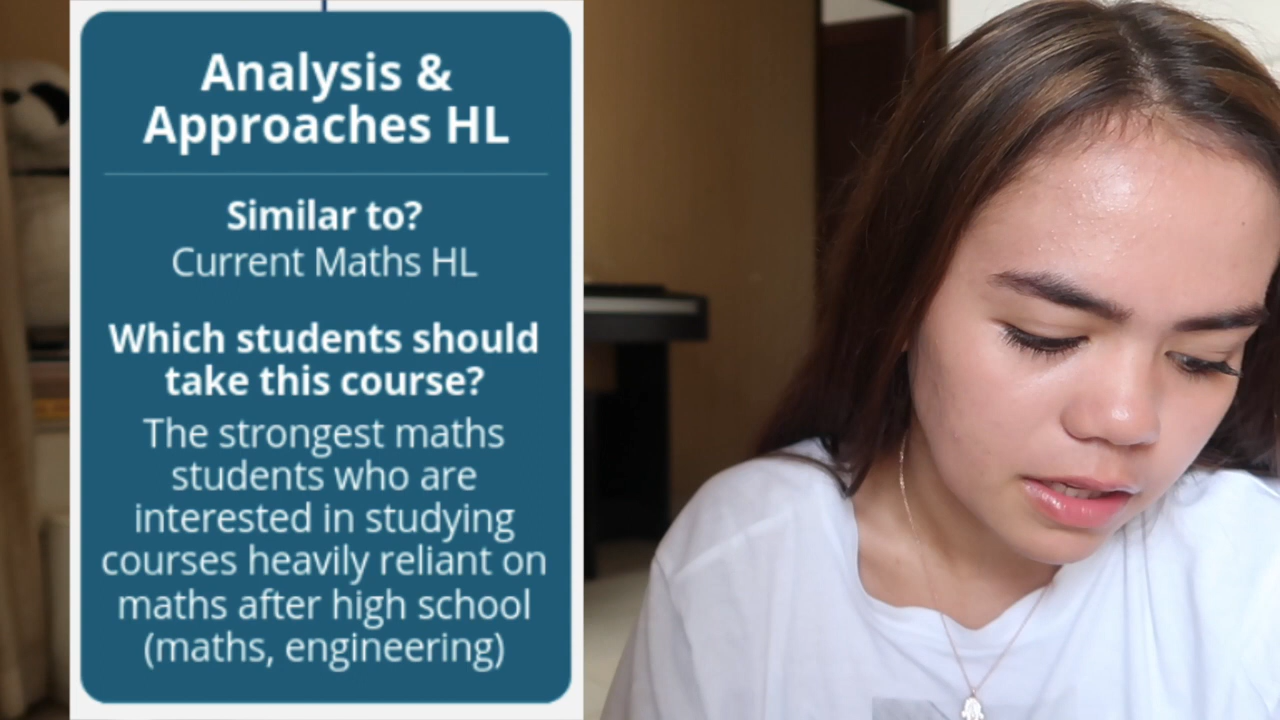 Analysis &
Approaches HL
Similar to?
Current Maths HL
Which students should
take this course?
The strongest maths
students who are
interested in studying
courses heavily reliant on
maths after high school
(maths, engineering)